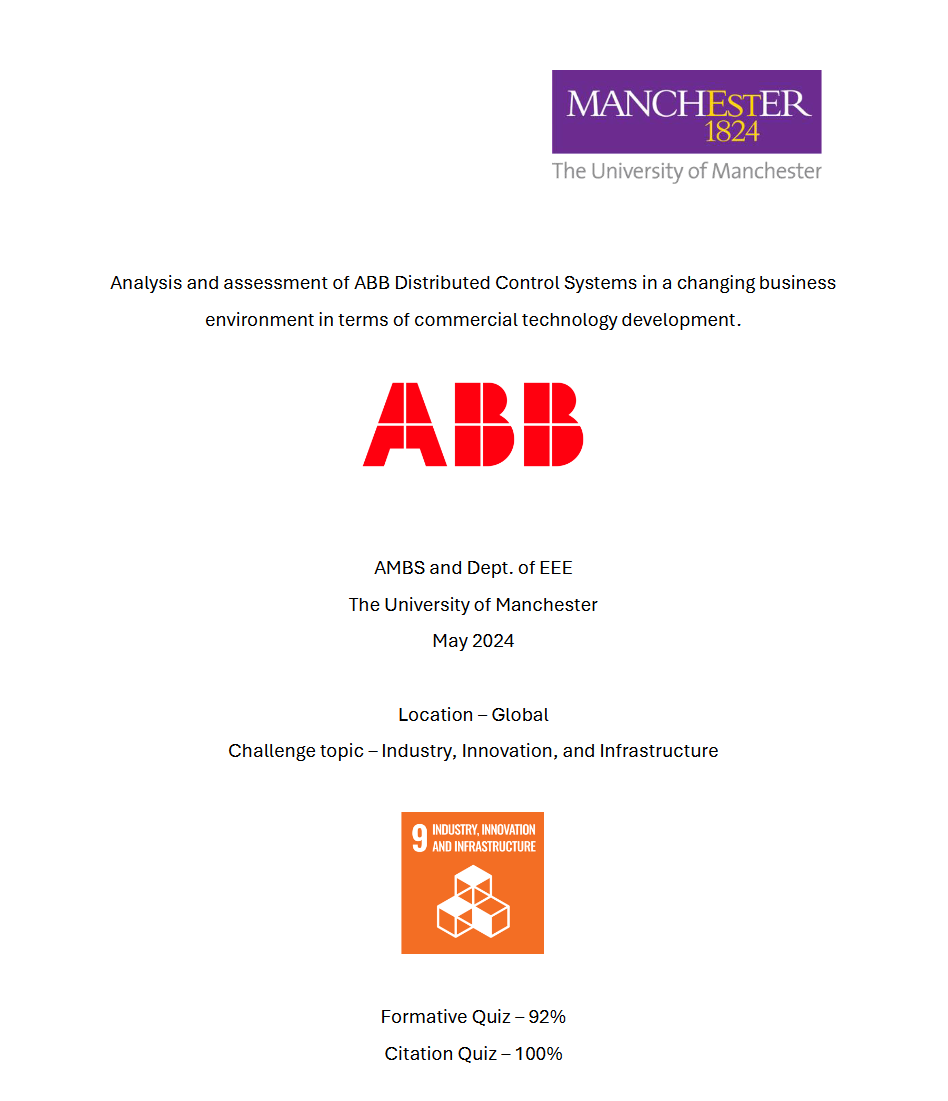 MANCHESTER
1824
The University of Manchester
Analysis and assessment of ABB Distributed Control Systems in a changing business
environment in terms of commercial technology development.
ABB
AMBS and Dept. of EEE
The University of Manchester
May 2024
Location – Global
Challenge topic – Industry, Innovation, and Infrastructure
9 INDUSTRY, INNOVATION
AND INFRASTRUCTURE
Formative Quiz – 92%
Citation Quiz – 100%